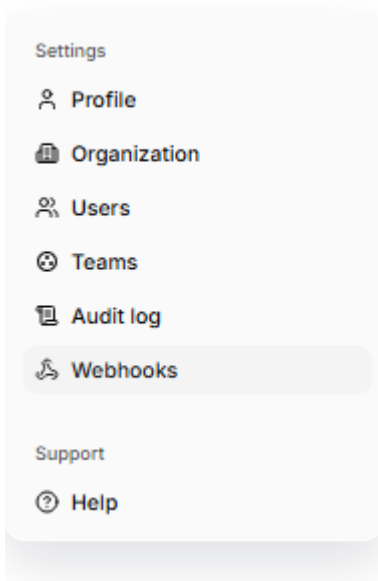 Settings
Profile
Organization
Users
Teams
Audit log
Webhooks
Support
Help